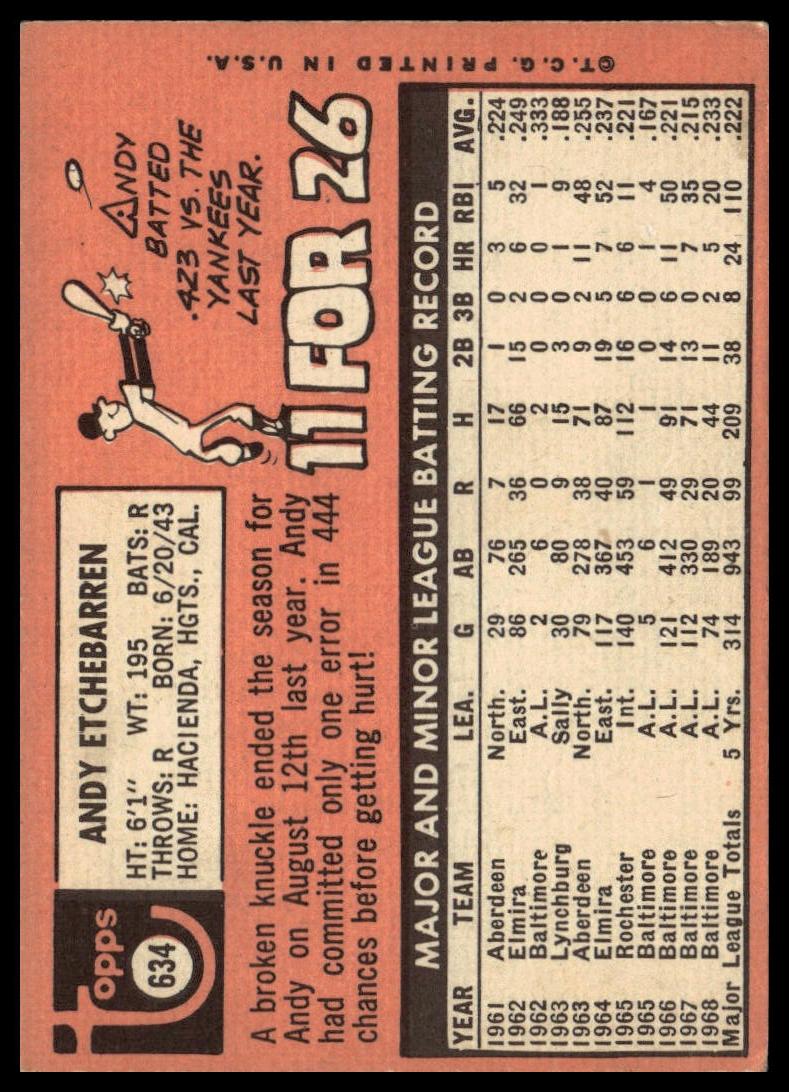 Topps
634
ANDY ETCHEBARREN
HT: 6'1" WT: 195 BATS: R
THROWS: R BORN: 6/20/43
HOME: HACIENDA, HGTS., CAL.
A broken knuckle ended the season for
Andy on August 12th last year. Andy
had committed only one error in 444
chances before getting hurt!
ANDY
BATTED
.423 VS. THE
YANKEES
LAST YEAR.
11 FOR 26
MAJOR AND MINOR LEAGUE BATTING RECORD
YEAR TEAM LEA. G AB R H 2B 3B HR RBI AVG.
1961 Aberdeen North. 29 76 7 17 1 0 3 5 .224
1962 Elmira East. 86 265 36 66 15 2 6 32 .249
1962 Baltimore A.L. 2 6 0 2 0 0 0 1 .333
1963 Lynchburg Sally 30 80 9 15 3 0 1 9 .188
1963 Aberdeen North. 79 278 38 71 9 2 11 48 .255
1964 Elmira East. 117 367 40 87 19 5 7 52 .237
1965 Rochester Int. 140 453 59 112 16 6 6 11 .221
1965 Baltimore A.L. 5 6 1 1 0 0 1 4 .167
1966 Baltimore A.L. 121 412 49 91 14 6 11 50 .221
1967 Baltimore A.L. 112 330 29 71 13 0 7 35 .215
1968 Baltimore A.L. 74 189 20 44 11 2 5 20 .233
Major League Totals 5 Yrs. 314 943 99 209 38 8 24 110 .222
©T.C.G. PRINTED IN U.S.A.